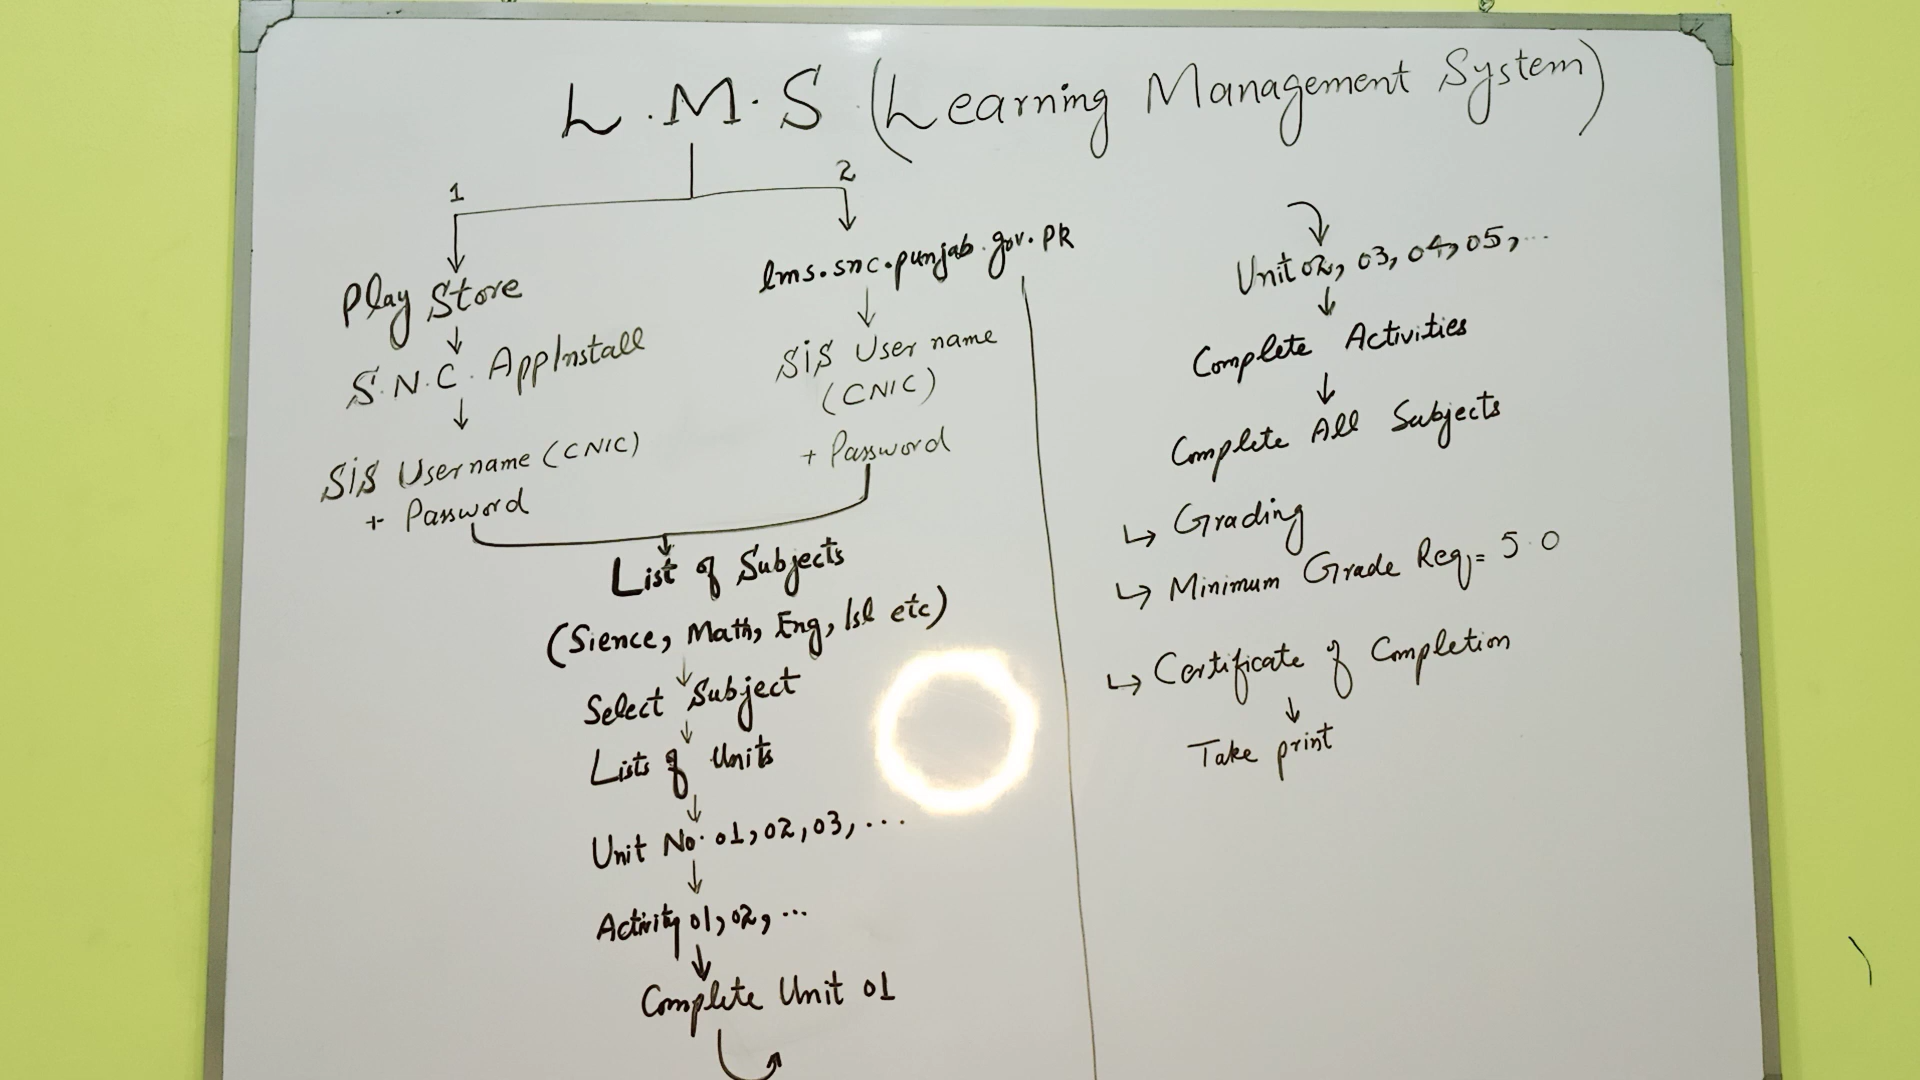 L.M.S (Learning Management System)
1
2
Play Store
S.N.C. App Install
SiS Username (CNIC)
+ Password
lms.snc.punjab.gov.PK
SiS User name
(CNIC)
+ Password
List of Subjects
(Sience, Math, Eng, Isl etc)
Select Subject
Lists of Units
Unit No. 01, 02, 03, ...
Activity 01, 02, ...
Complete Unit 01
Unit 02, 03, 04, 05, ...
Complete Activities
Complete All Subjects
↳ Grading
↳ Minimum Grade Req = 5.0
↳ Certificate of Completion
Take print